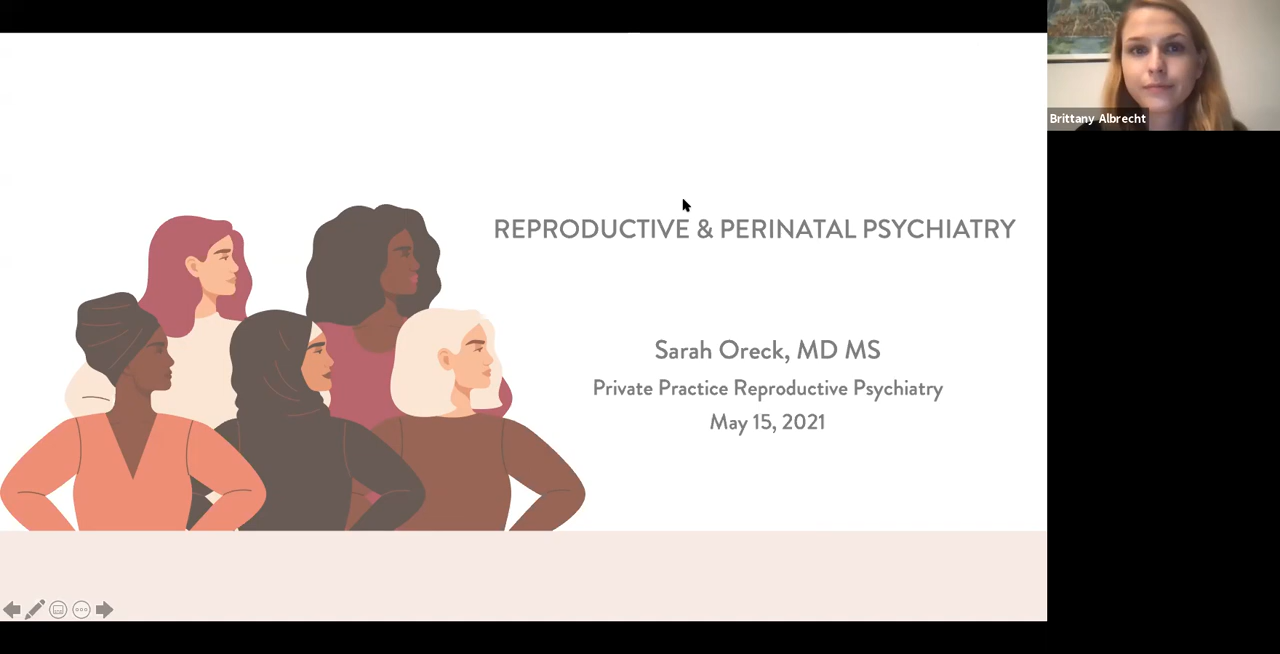 REPRODUCTIVE & PERINATAL PSYCHIATRY
Sarah Oreck, MD MS
Private Practice Reproductive Psychiatry
May 15, 2021
Brittany Albrecht